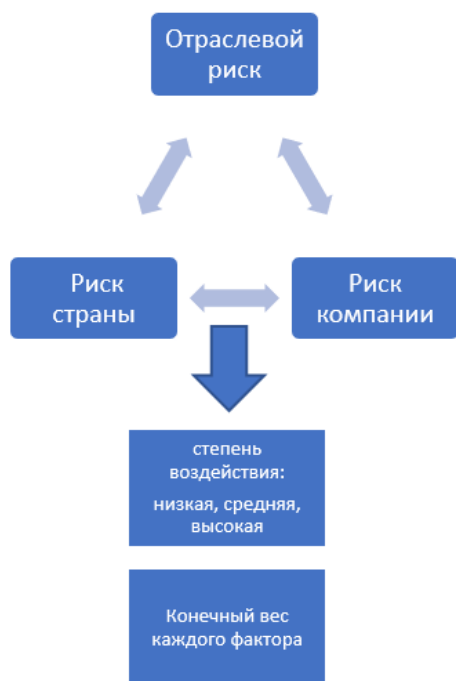 Отраслевой
риск
Риск
страны
Риск
компании
степень
воздействия:
низкая, средняя,
высокая
Конечный вес
каждого фактора